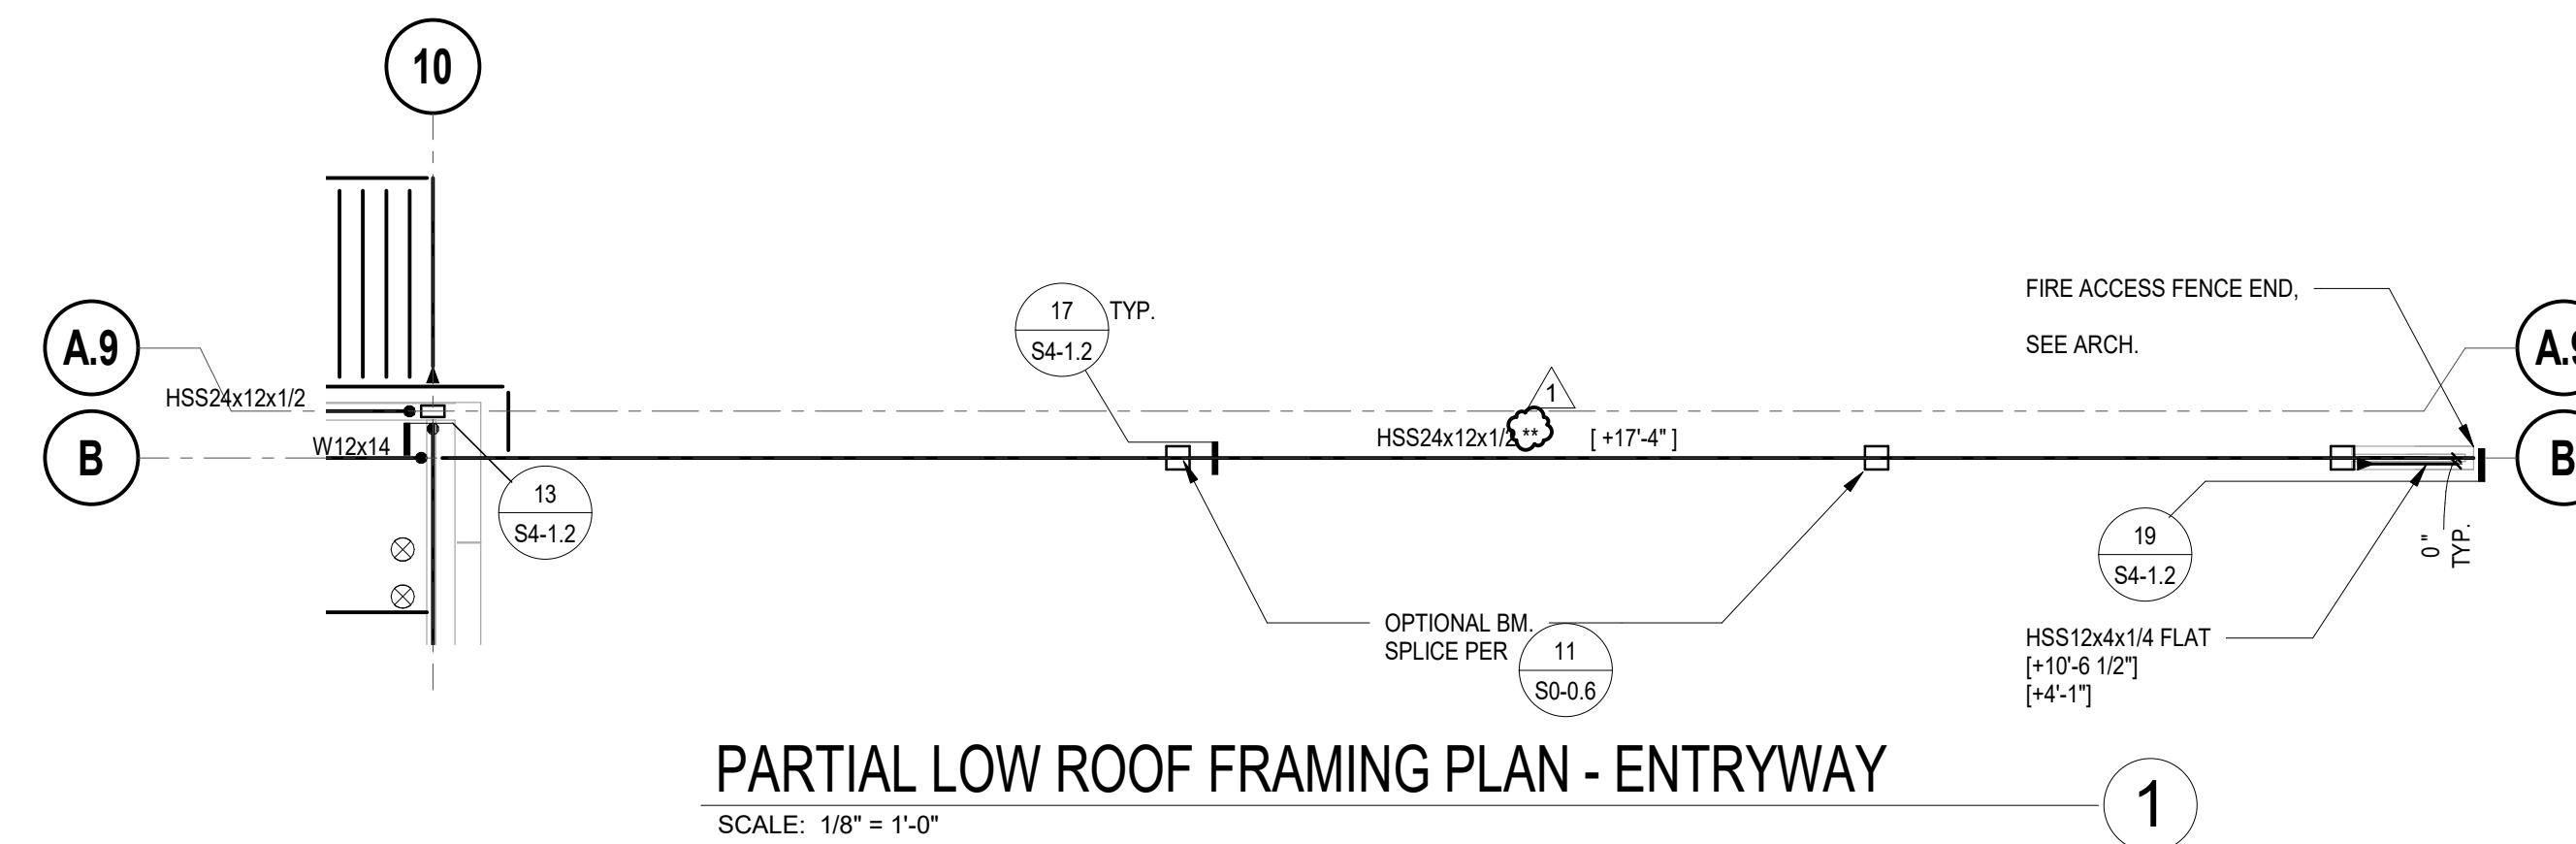 10
A.9
HSS24x12x1/2
B
W12x14
13
S4-1.2
17
TYP.
S4-1.2
1
HSS24x12x1/2
**
[ +17'-4" ]
FIRE ACCESS FENCE END,
SEE ARCH.
A.9
B
19
S4-1.2
0"
TYP.
OPTIONAL BM.
SPLICE PER
11
S0-0.6
HSS12x4x1/4 FLAT
[+10'-6 1/2"]
[+4'-1"]
PARTIAL LOW ROOF FRAMING PLAN - ENTRYWAY
SCALE: 1/8" = 1'-0"
1